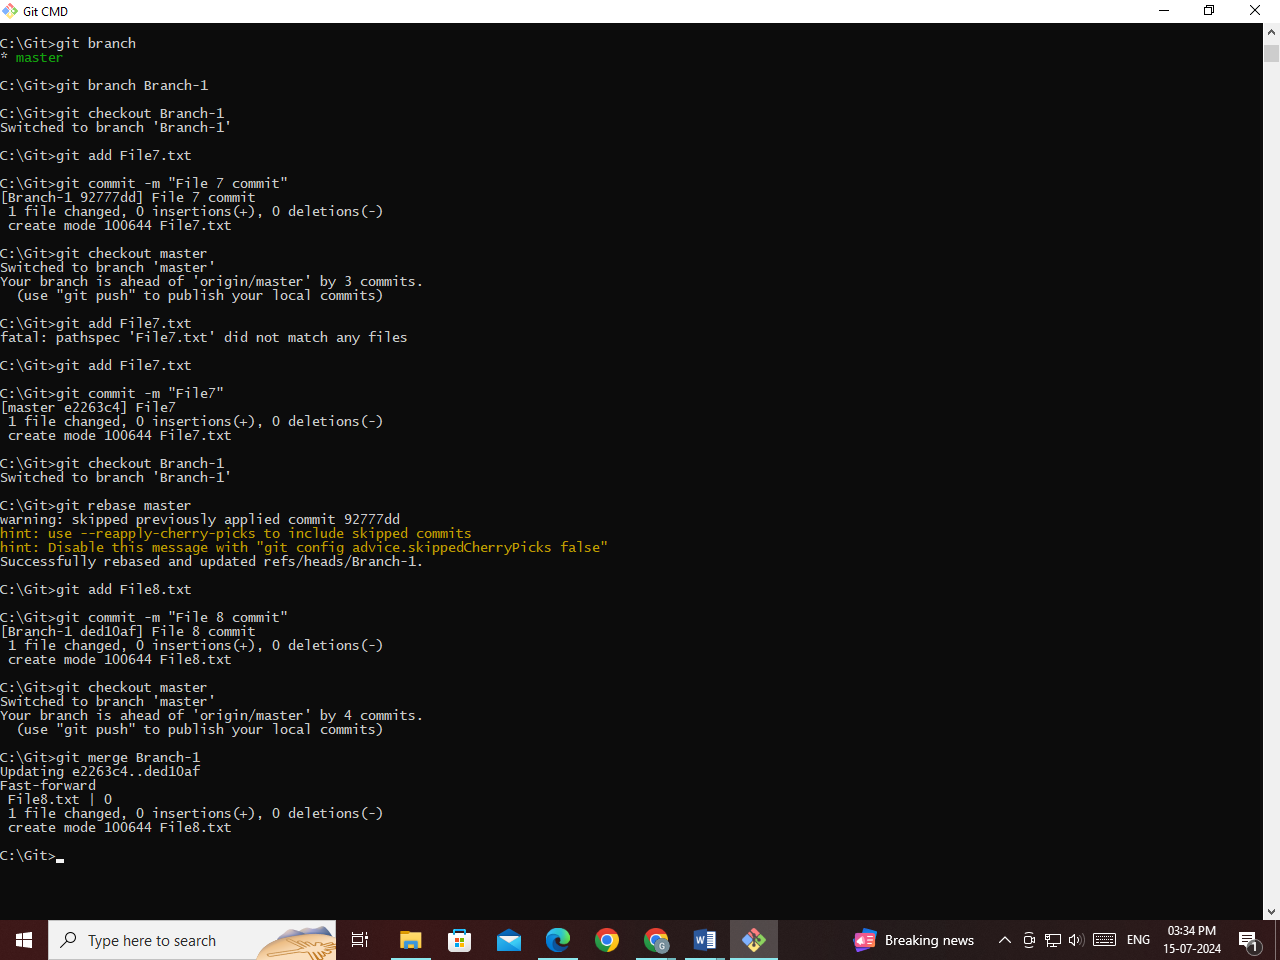 Git CMD
C:\Git>git branch
* master
C:\Git>git branch Branch-1
C:\Git>git checkout Branch-1
Switched to branch 'Branch-1'
C:\Git>git add File7.txt
C:\Git>git commit -m "File 7 commit"
[Branch-1 92777dd] File 7 commit
 1 file changed, 0 insertions(+), 0 deletions(-)
 create mode 100644 File7.txt
C:\Git>git checkout master
Switched to branch 'master'
Your branch is ahead of 'origin/master' by 3 commits.
  (use "git push" to publish your local commits)
C:\Git>git add File7.txt
fatal: pathspec 'File7.txt' did not match any files
C:\Git>git add File7.txt
C:\Git>git commit -m "File7"
[master e2263c4] File7
 1 file changed, 0 insertions(+), 0 deletions(-)
 create mode 100644 File7.txt
C:\Git>git checkout Branch-1
Switched to branch 'Branch-1'
C:\Git>git rebase master
warning: skipped previously applied commit 92777dd
hint: use --reapply-cherry-picks to include skipped commits
hint: Disable this message with "git config advice.skippedCherryPicks false"
Successfully rebased and updated refs/heads/Branch-1.
C:\Git>git add File8.txt
C:\Git>git commit -m "File 8 commit"
[Branch-1 ded10af] File 8 commit
 1 file changed, 0 insertions(+), 0 deletions(-)
 create mode 100644 File8.txt
C:\Git>git checkout master
Switched to branch 'master'
Your branch is ahead of 'origin/master' by 4 commits.
  (use "git push" to publish your local commits)
C:\Git>git merge Branch-1
Updating e2263c4..ded10af
Fast-forward
 File8.txt | 0
 1 file changed, 0 insertions(+), 0 deletions(-)
 create mode 100644 File8.txt
C:\Git>
Type here to search
Breaking news
ENG
03:34 PM
15-07-2024
1